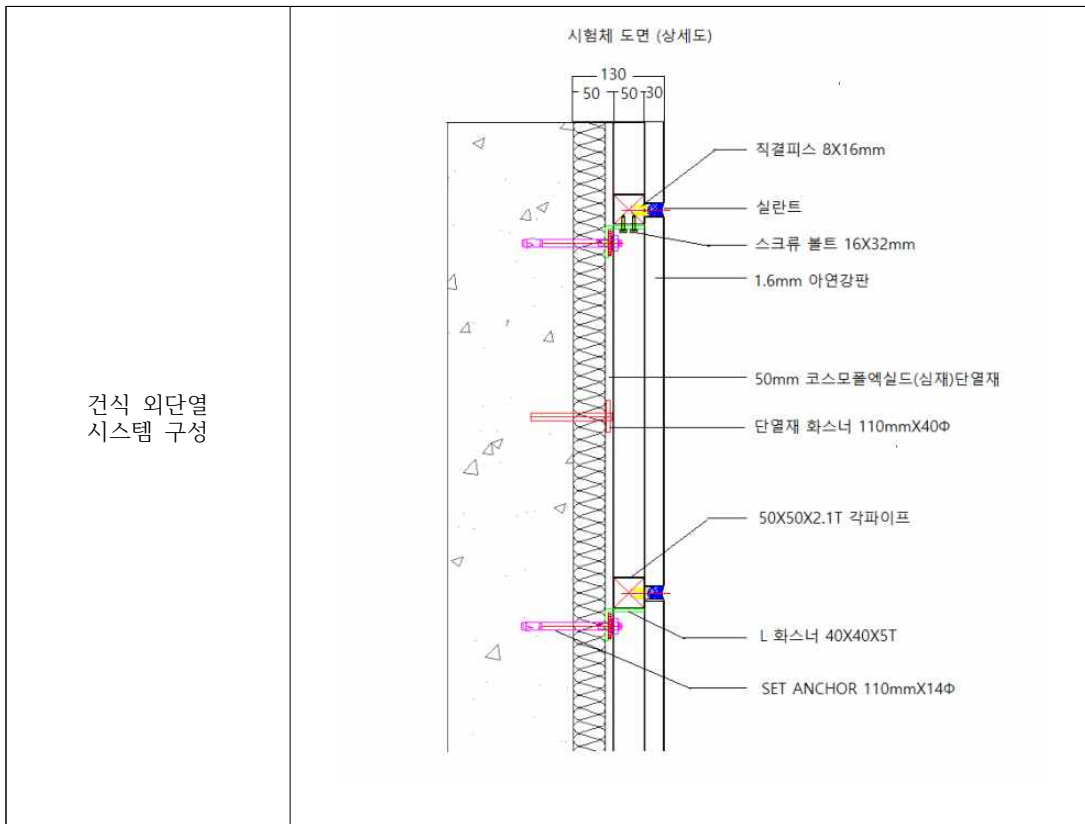 시험체 도면 (상세도)
130
50 50 30
직결피스 8X16mm
실란트
스크류 볼트 16X32mm
1.6mm 아연강판
50mm 코스모폴엑실드(심재)단열재
단열재 화스너 110mmX40Φ
50X50X2.1T 각파이프
L 화스너 40X40X5T
SET ANCHOR 110mmX14Φ
건식 외단열
시스템 구성